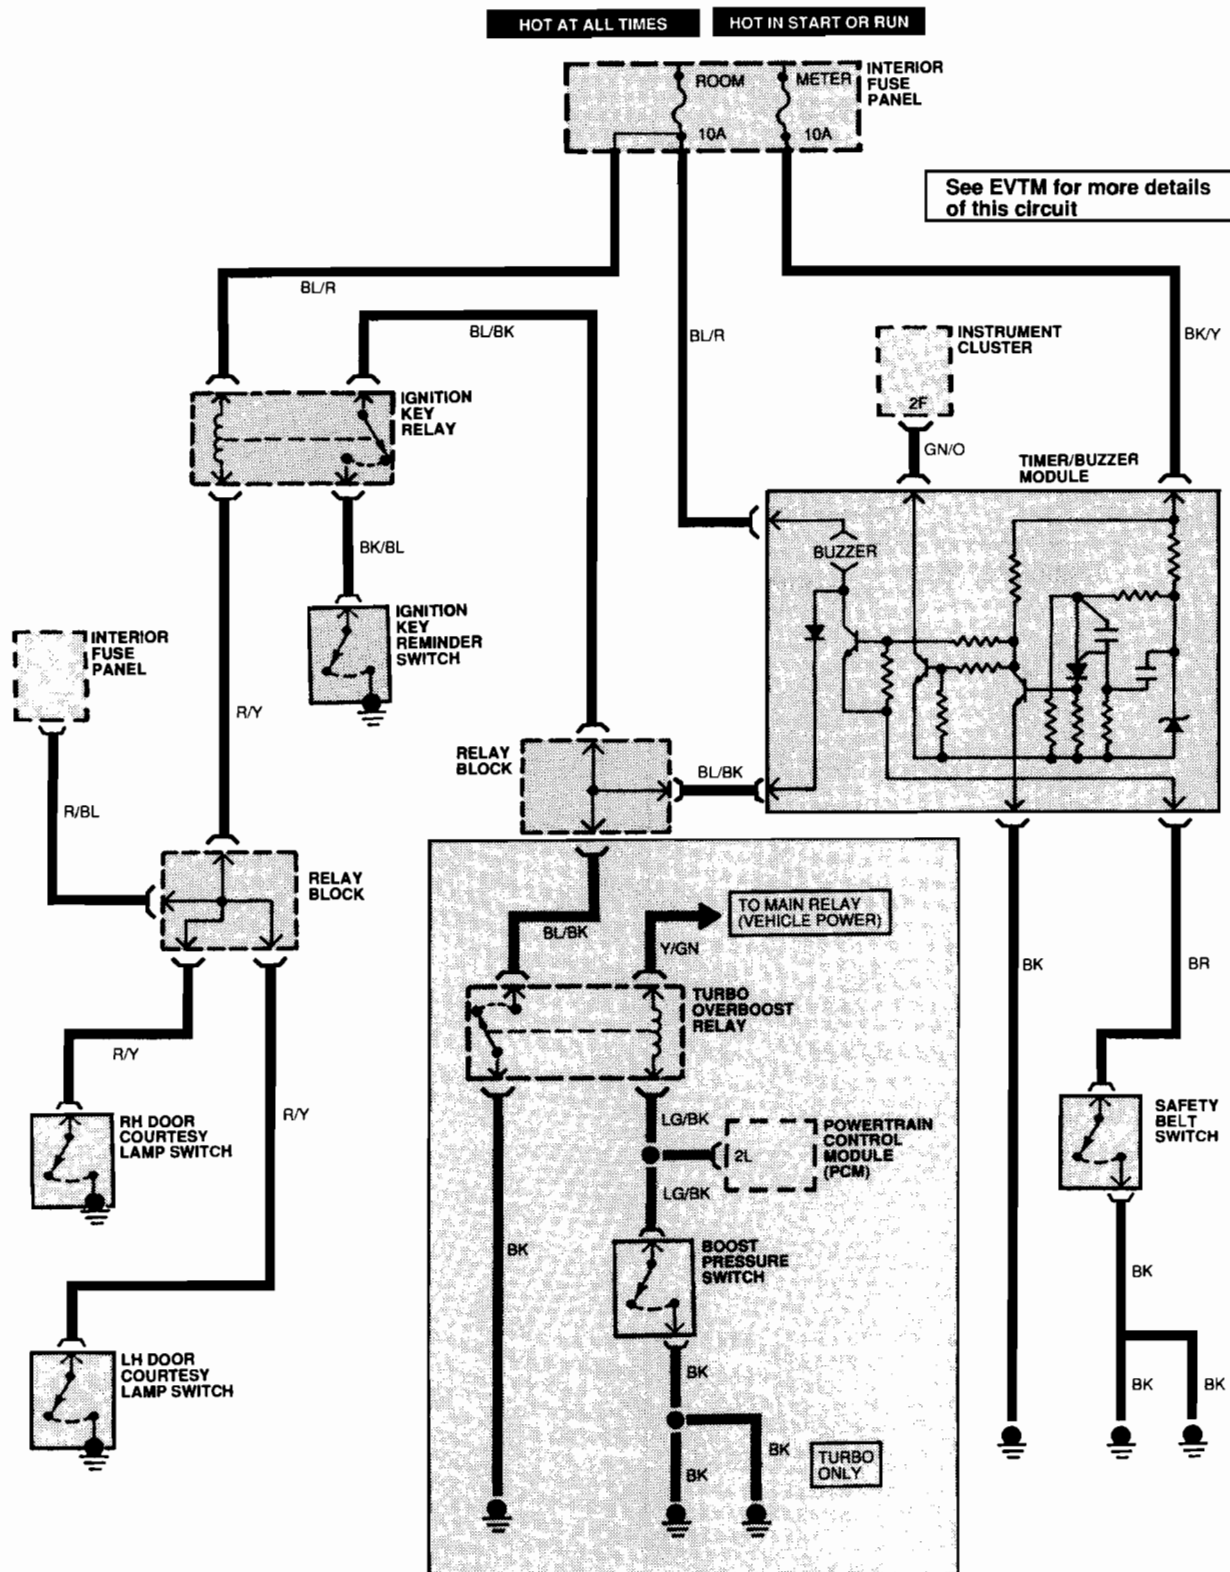 HOT AT ALL TIMES
HOT IN START OR RUN
ROOM
METER
INTERIOR
FUSE
PANEL
10A
10A
See EVTM for more details
of this circuit
BL/R
BL/BK
BL/R
INSTRUMENT
CLUSTER
BK/Y
2F
IGNITION
KEY
RELAY
GN/O
TIMER/BUZZER
MODULE
BK/BL
BUZZER
IGNITION
KEY
REMINDER
SWITCH
INTERIOR
FUSE
PANEL
R/Y
RELAY
BLOCK
BL/BK
R/BL
RELAY
BLOCK
TO MAIN RELAY
(VEHICLE POWER)
BL/BK
Y/GN
BK
BR
TURBO
OVERBOOST
RELAY
R/Y
R/Y
RH DOOR
COURTESY
LAMP SWITCH
LG/BK
2L
POWERTRAIN
CONTROL
MODULE
(PCM)
SAFETY
BELT
SWITCH
LG/BK
BK
BOOST
PRESSURE
SWITCH
BK
LH DOOR
COURTESY
LAMP SWITCH
BK
BK
BK
BK
BK
TURBO
ONLY